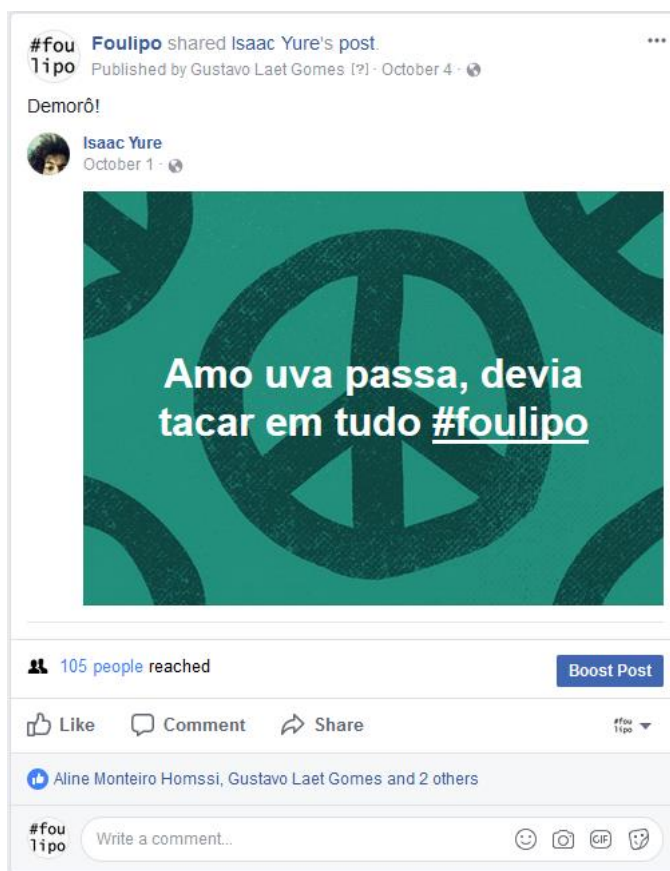 #fou
lipo
Foulipo shared Isaac Yure's post.
Published by Gustavo Laet Gomes [?] · October 4 ·
Demorô!
Isaac Yure
October 1 ·
Amo uva passa, devia
tacar em tudo #foulipo
105 people reached
Boost Post
Like Comment Share
#fou
lipo
Aline Monteiro Homssi, Gustavo Laet Gomes and 2 others
#fou
lipo
Write a comment...
GIF